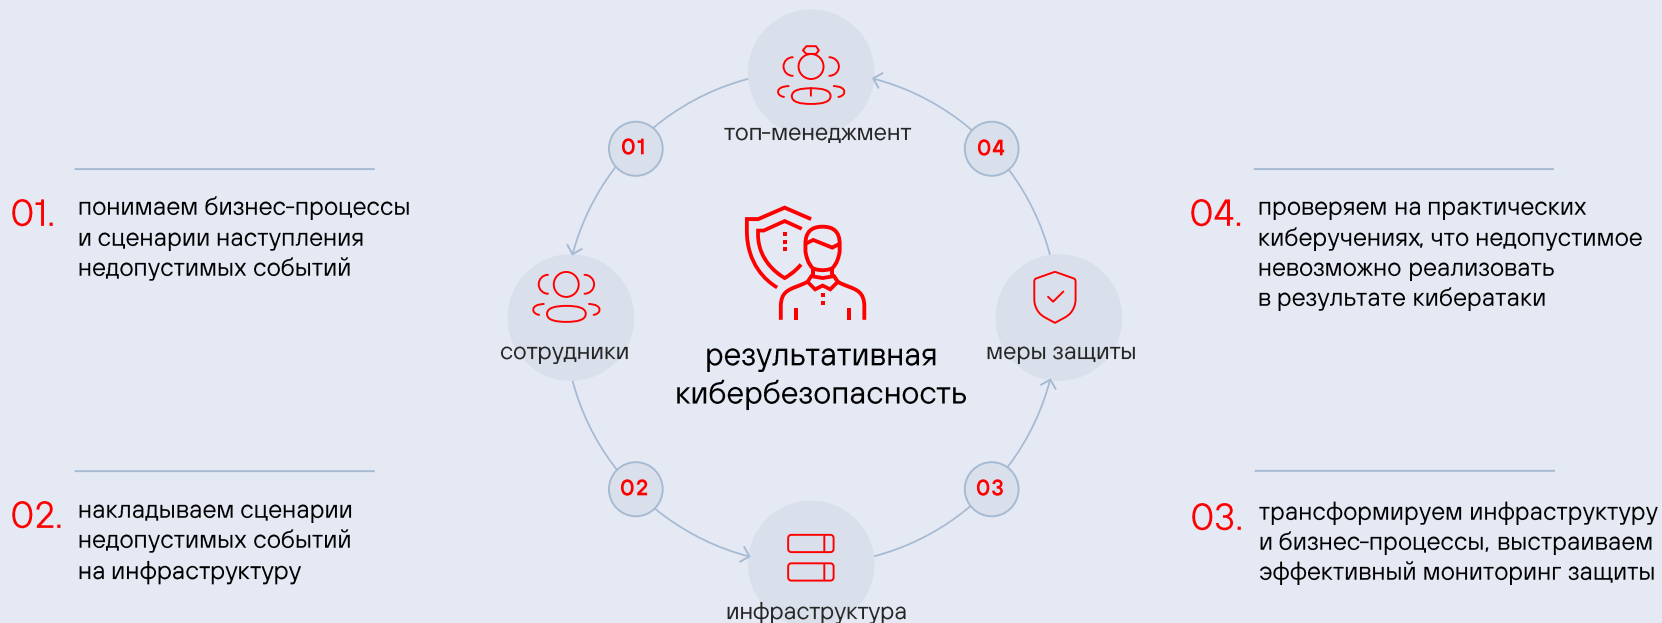 01.
понимаем бизнес-процессы
и сценарии наступления
недопустимых событий
02.
накладываем сценарии
недопустимых событий
на инфраструктуру
топ-менеджмент
01
04
сотрудники
результативная
кибербезопасность
меры защиты
02
03
инфраструктура
04.
проверяем на практических
киберучениях, что недопустимое
невозможно реализовать
в результате кибератаки
03.
трансформируем инфраструктуру
и бизнес-процессы, выстраиваем
эффективный мониторинг защиты